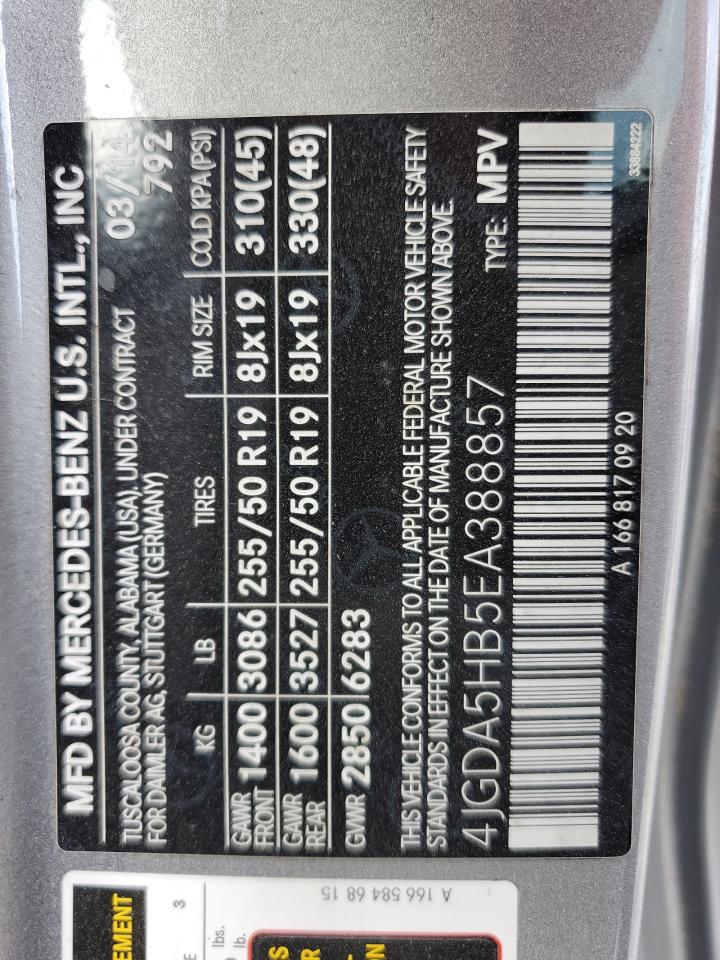 MFD BY MERCEDES-BENZ U.S. INTL., INC
TUSCALOOSA COUNTY, ALABAMA (USA), UNDER CONTRACT 03/14
FOR DAIMLER AG, STUTTGART (GERMANY) 792
KG LB TIRES RIM SIZE COLD KPA (PSI)
GAWR FRONT 1400 3086 255/50 R19 8Jx19 310(45)
GAWR REAR 1600 3527 255/50 R19 8Jx19 330(48)
GVWR 2850 6283
THIS VEHICLE CONFORMS TO ALL APPLICABLE FEDERAL MOTOR VEHICLE SAFETY
STANDARDS IN EFFECT ON THE DATE OF MANUFACTURE SHOWN ABOVE.
4JGDA5HB5EA388857 TYPE: MPV
A 166 817 09 20 33884222
A 166 584 68 15
3
lbs.
lb.